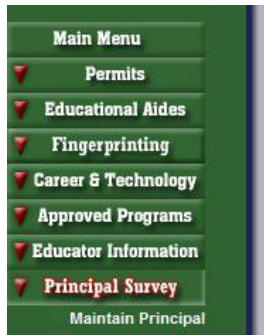 Main Menu
Permits
Educational Aides
Fingerprinting
Career & Technology
Approved Programs
Educator Information
Principal Survey
Maintain Principal